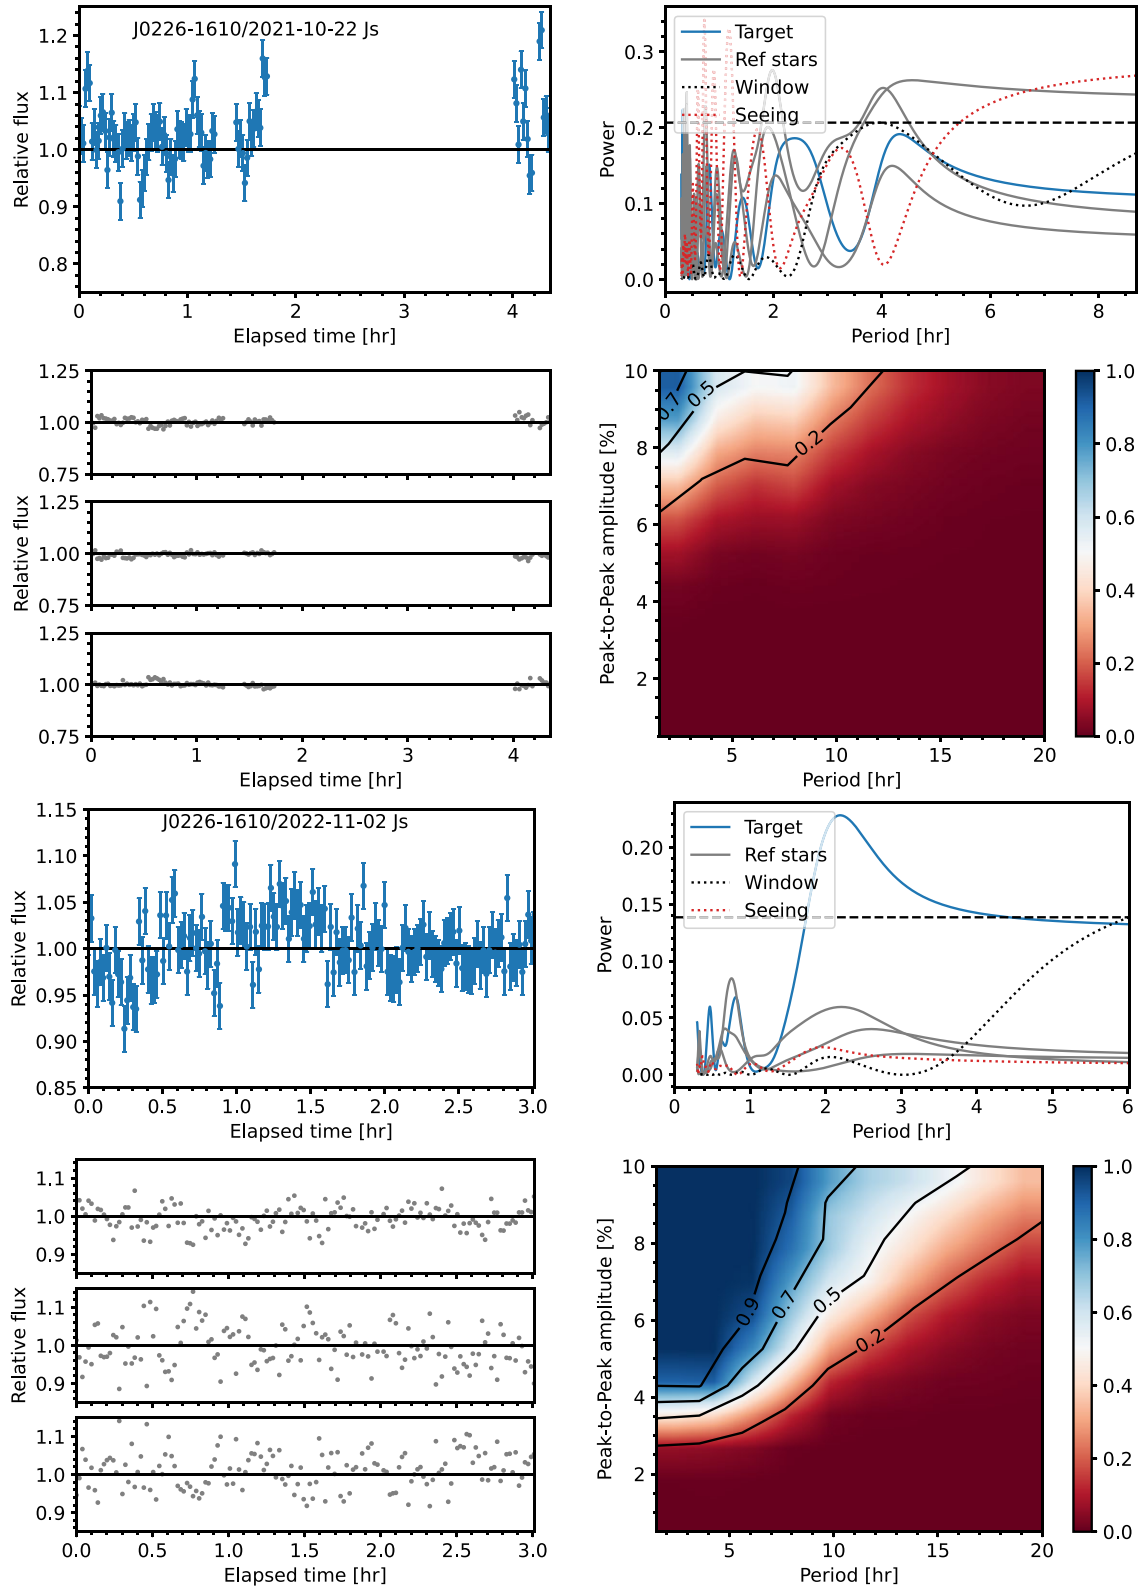 J0226-1610/2021-10-22 Js
Relative flux
1.2
1.1
1.0
0.9
0.8
0 1 2 3 4
Elapsed time [hr]
Target
Ref stars
Window
Seeing
Power
0.3
0.2
0.1
0.0
0 2 4 6 8
Period [hr]
1.25
1.00
0.75
1.25
1.00
0.75
1.25
1.00
0.75
Relative flux
0 1 2 3 4
Elapsed time [hr]
Peak-to-Peak amplitude [%]
10
8
6
4
2
0.7
0.5
0.2
5 10 15 20
Period [hr]
1.0
0.8
0.6
0.4
0.2
0.0
J0226-1610/2022-11-02 Js
Relative flux
1.15
1.10
1.05
1.00
0.95
0.90
0.85
0.0 0.5 1.0 1.5 2.0 2.5 3.0
Elapsed time [hr]
Target
Ref stars
Window
Seeing
Power
0.20
0.15
0.10
0.05
0.00
0 1 2 3 4 5 6
Period [hr]
1.1
1.0
0.9
1.1
1.0
0.9
1.1
1.0
0.9
Relative flux
0.0 0.5 1.0 1.5 2.0 2.5 3.0
Elapsed time [hr]
Peak-to-Peak amplitude [%]
10
8
6
4
2
0.9
0.7
0.5
0.2
5 10 15 20
Period [hr]
1.0
0.8
0.6
0.4
0.2
0.0